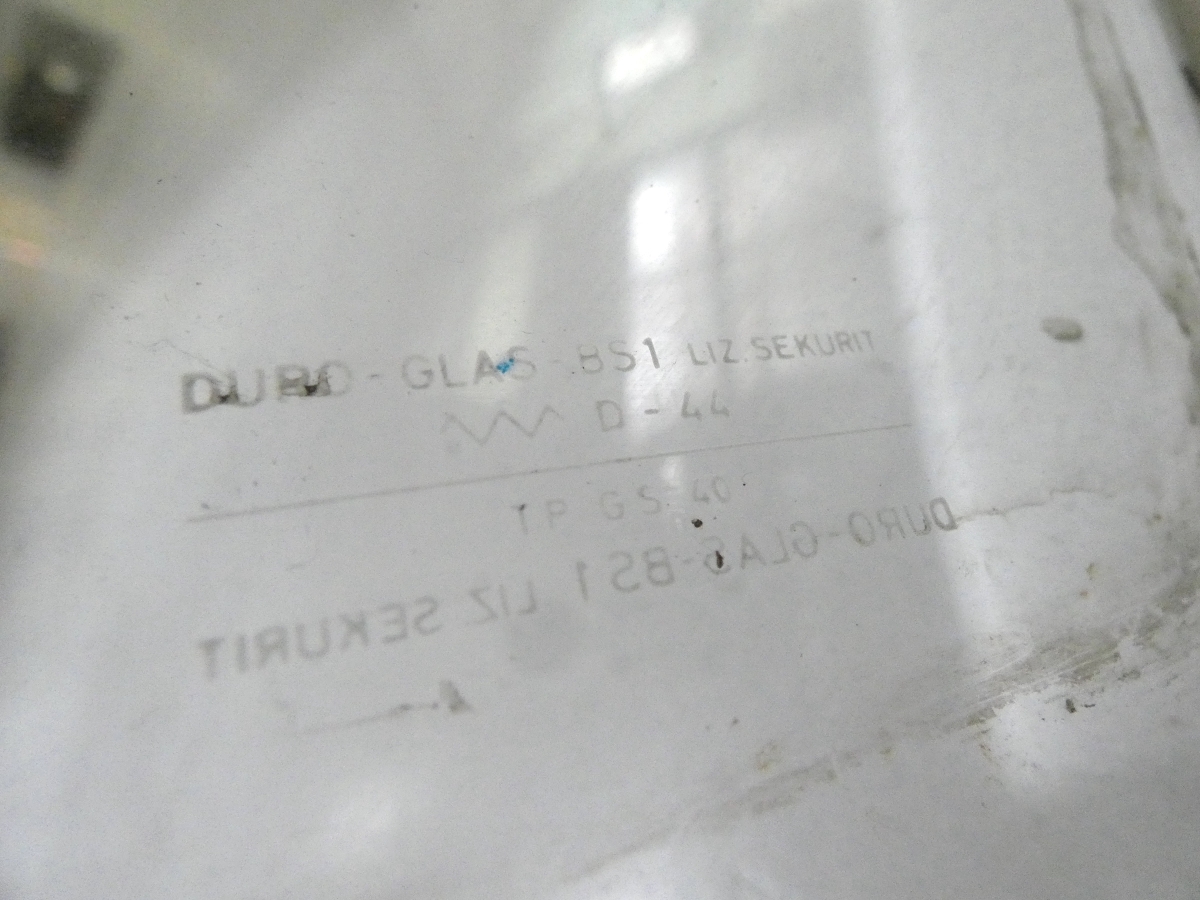 DURO-GLAS-BS1 LIZ.SEKURIT
D-44
TP GS 40
DURO-GLAS-BS1 LIZ SEKURIT